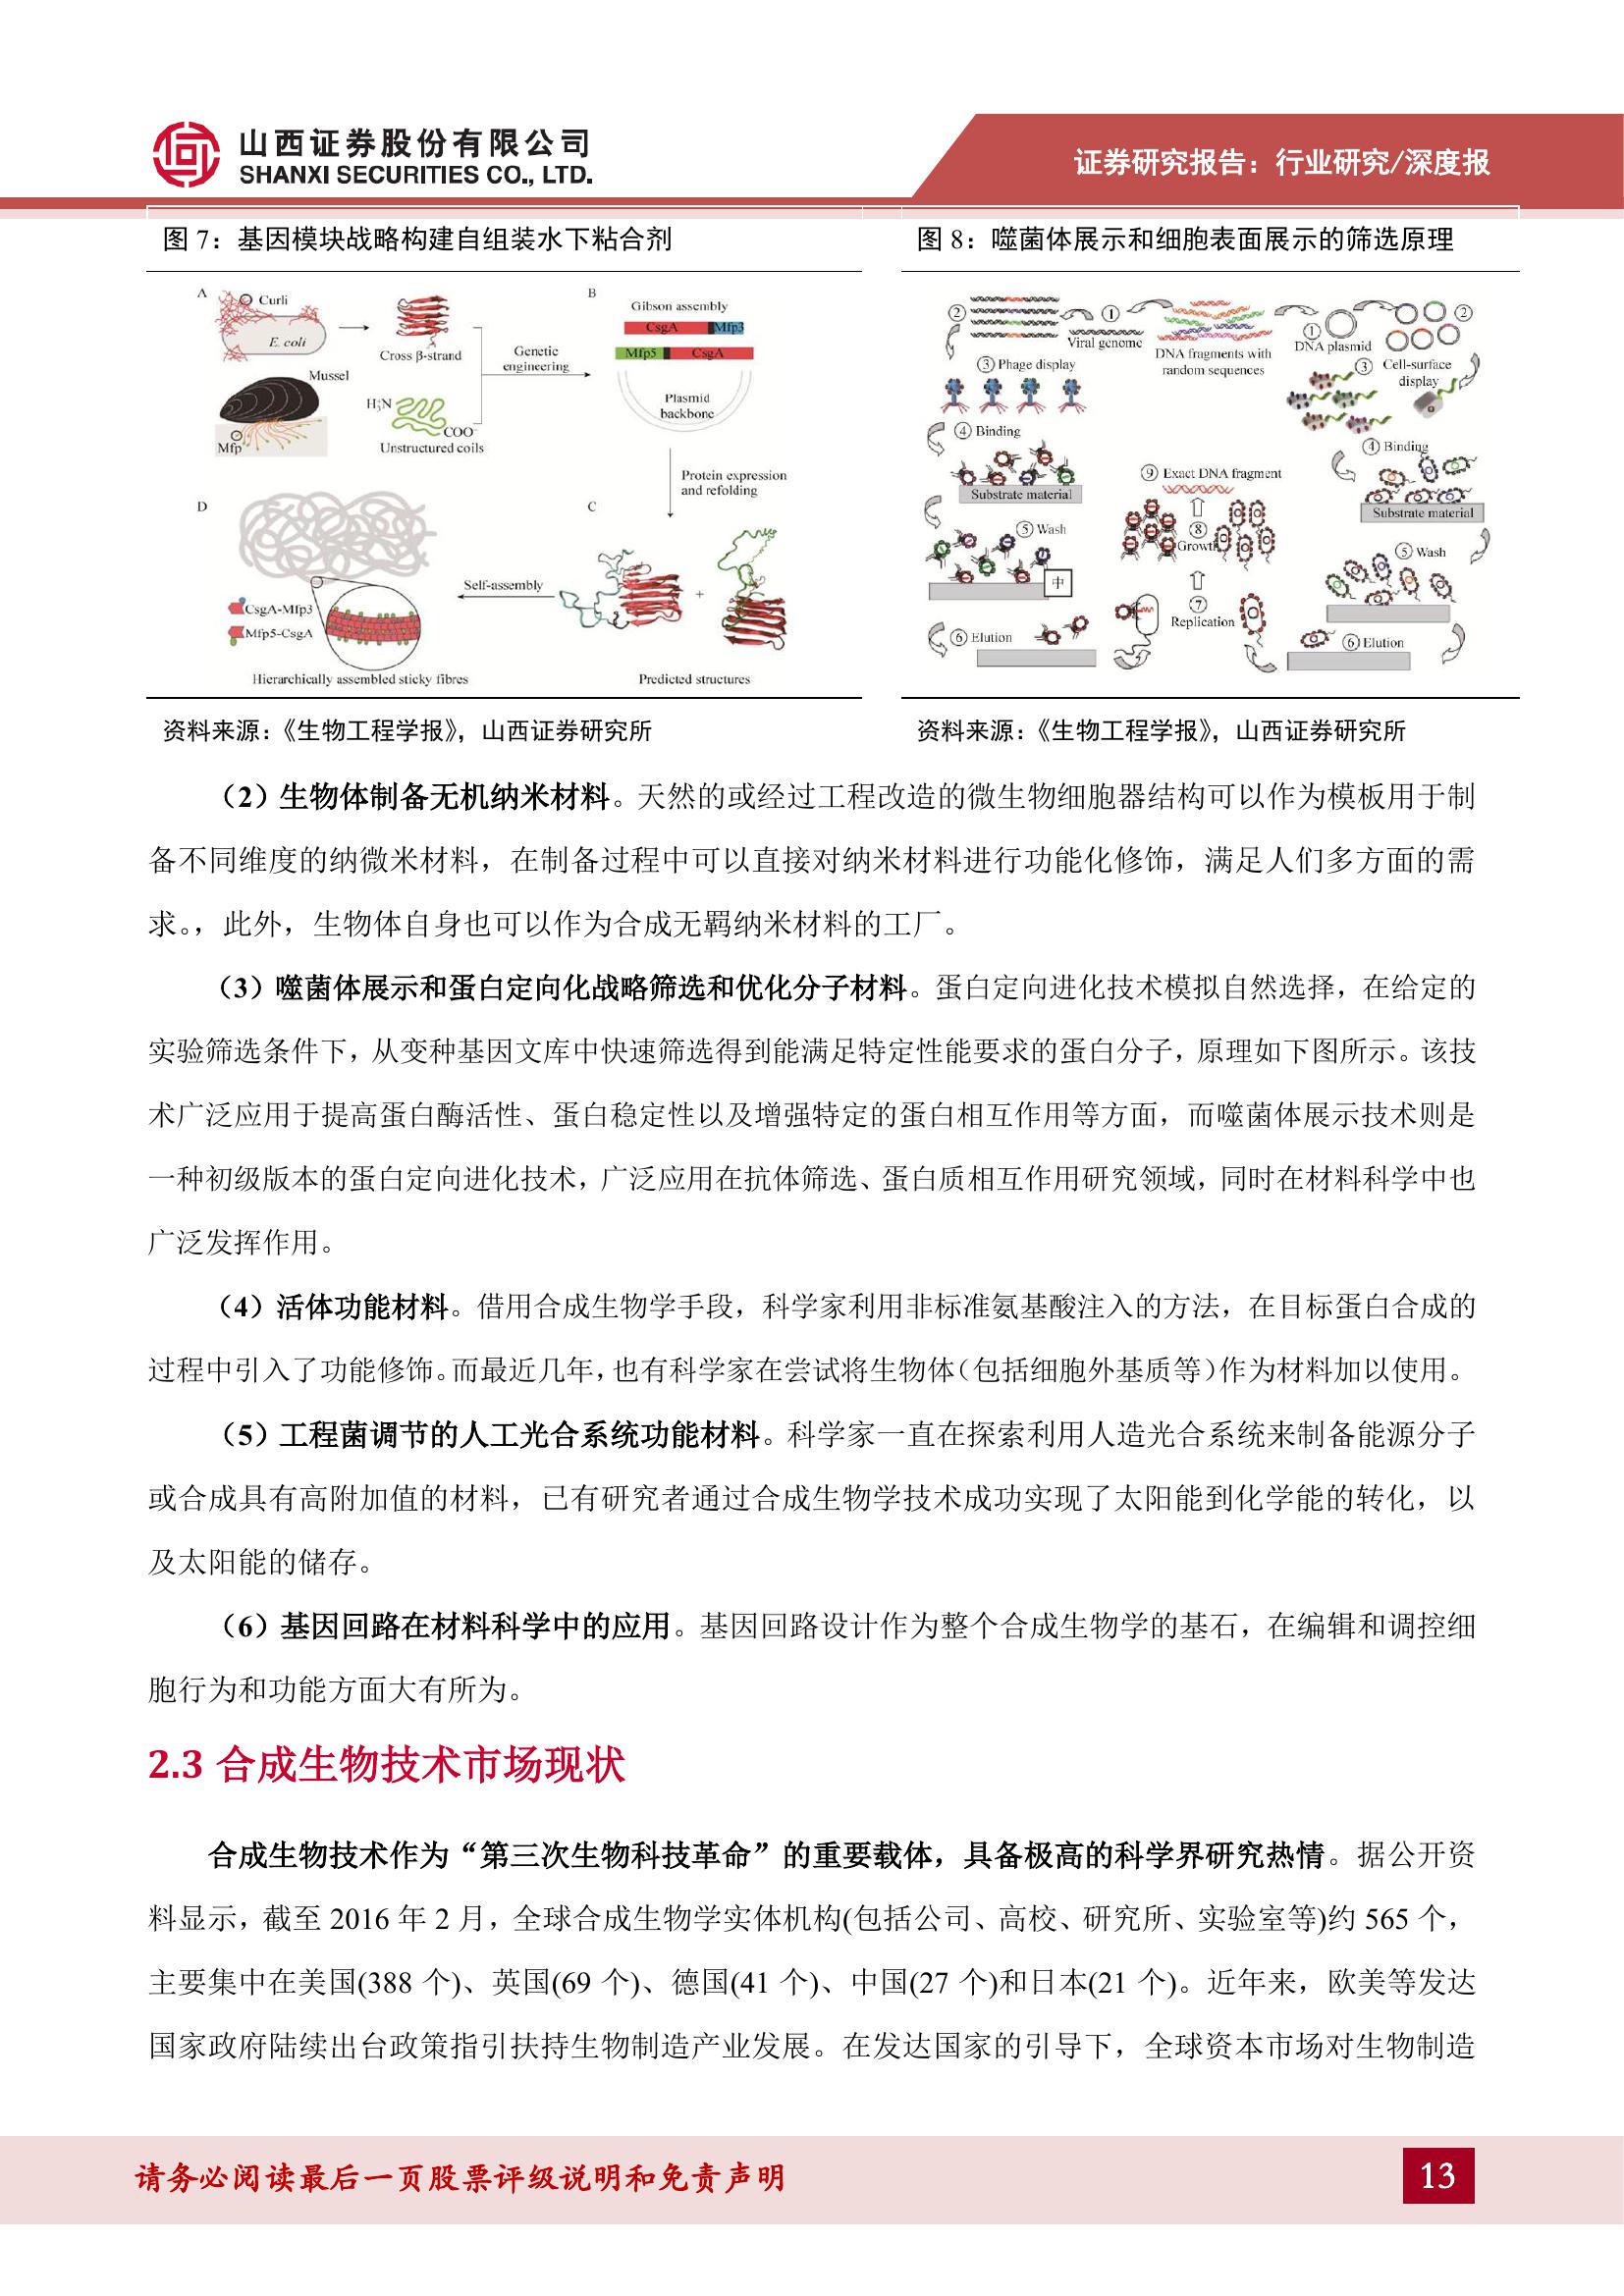 山西证券股份有限公司
SHANXI SECURITIES CO., LTD.
证券研究报告：行业研究/深度报
图 7：基因模块战略构建自组装水下粘合剂
A
Curli
E. coli
Cross β-strand
Mussel
Mfp
H₃⁺N
COO⁻
Unstructured coils
Genetic
engineering
B
Gibson assembly
CsgA
Mfp3
Mfp5
CsgA
Plasmid
backbone
Protein expression
and refolding
D
C
Self-assembly
+
CsgA-Mfp3
Mfp5-CsgA
Hierarchically assembled sticky fibres
Predicted structures
资料来源：《生物工程学报》，山西证券研究所
图 8：噬菌体展示和细胞表面展示的筛选原理
②
①
Viral genome
DNA fragments with
random sequences
①
DNA plasmid
②
③ Phage display
③ Cell-surface
display
④ Binding
Substrate material
④ Binding
Substrate material
⑨ Exact DNA fragment
⑤ Wash
中
⑧
Growth
⑤ Wash
⑦
Replication
⑥ Elution
⑥ Elution
资料来源：《生物工程学报》，山西证券研究所
（2）生物体制备无机纳米材料。天然的或经过工程改造的微生物细胞器结构可以作为模板用于制
备不同维度的纳微米材料，在制备过程中可以直接对纳米材料进行功能化修饰，满足人们多方面的需
求。，此外，生物体自身也可以作为合成无羁纳米材料的工厂。
（3）噬菌体展示和蛋白定向化战略筛选和优化分子材料。蛋白定向进化技术模拟自然选择，在给定的
实验筛选条件下，从变种基因文库中快速筛选得到能满足特定性能要求的蛋白分子，原理如下图所示。该技
术广泛应用于提高蛋白酶活性、蛋白稳定性以及增强特定的蛋白相互作用等方面，而噬菌体展示技术则是
一种初级版本的蛋白定向进化技术，广泛应用在抗体筛选、蛋白质相互作用研究领域，同时在材料科学中也
广泛发挥作用。
（4）活体功能材料。借用合成生物学手段，科学家利用非标准氨基酸注入的方法，在目标蛋白合成的
过程中引入了功能修饰。而最近几年，也有科学家在尝试将生物体（包括细胞外基质等）作为材料加以使用。
（5）工程菌调节的人工光合系统功能材料。科学家一直在探索利用人造光合系统来制备能源分子
或合成具有高附加值的材料，已有研究者通过合成生物学技术成功实现了太阳能到化学能的转化，以
及太阳能的储存。
（6）基因回路在材料科学中的应用。基因回路设计作为整个合成生物学的基石，在编辑和调控细
胞行为和功能方面大有所为。
2.3 合成生物技术市场现状
合成生物技术作为“第三次生物科技革命”的重要载体，具备极高的科学界研究热情。据公开资
料显示，截至 2016 年 2 月，全球合成生物学实体机构(包括公司、高校、研究所、实验室等)约 565 个，
主要集中在美国(388 个)、英国(69 个)、德国(41 个)、中国(27 个)和日本(21 个)。近年来，欧美等发达
国家政府陆续出台政策指引扶持生物制造产业发展。在发达国家的引导下，全球资本市场对生物制造
请务必阅读最后一页股票评级说明和免责声明
13